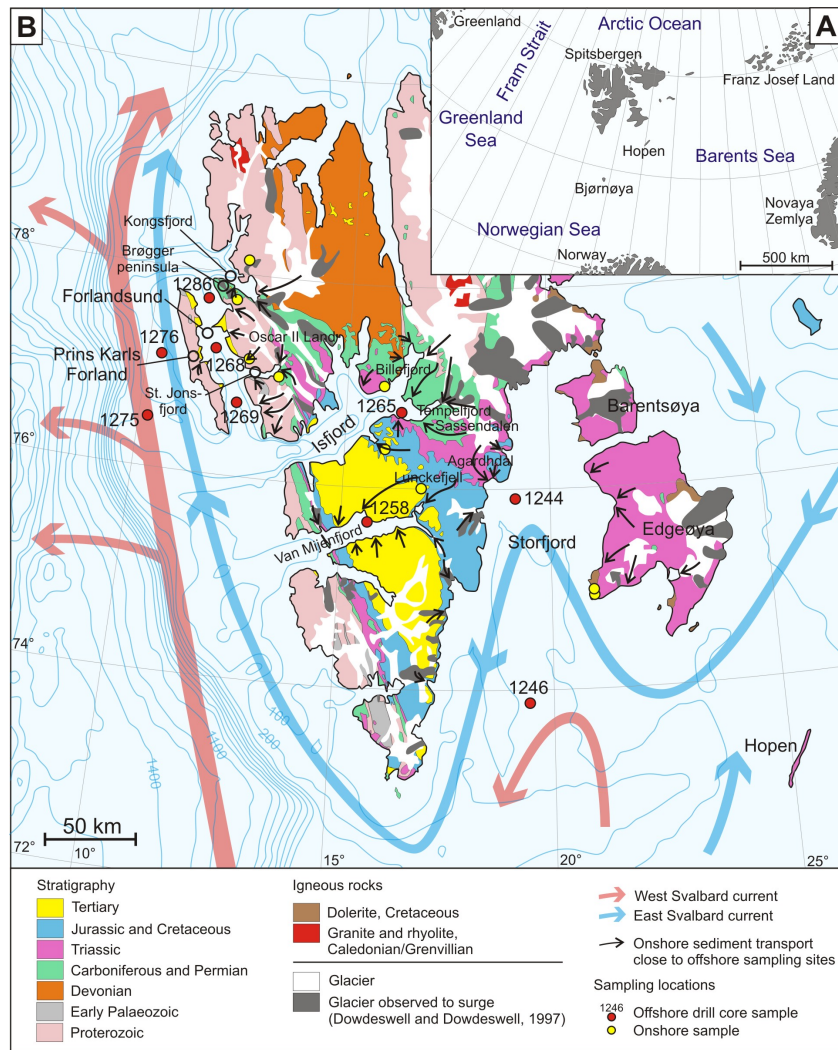 B
A
Greenland
Arctic Ocean
Fram Strait
Spitsbergen
Franz Josef Land
Greenland
Sea
Hopen
Barents Sea
Bjørnøya
Novaya
Zemlya
Norwegian Sea
Norway
500 km
78°
Kongsfjord
Brøgger
peninsula
1286
Forlandsund
1276
Oscar II Land
Prins Karls
Forland
1268
Billefjord
St. Jons-
fjord
1275
1269
1265
Tempelfjord
Sassendalen
Barentsøya
76°
Isfjord
Agardhdal
Lunckefjell
1258
1244
Van Mijenfjord
Storfjord
Edgeøya
74°
1246
100
200
1100
1400
Hopen
50 km
72°
10°
15°
20°
25°
Stratigraphy
Tertiary
Jurassic and Cretaceous
Triassic
Carboniferous and Permian
Devonian
Early Palaeozoic
Proterozoic
Igneous rocks
Dolerite, Cretaceous
Granite and rhyolite,
Caledonian/Grenvillian
Glacier
Glacier observed to surge
(Dowdeswell and Dowdeswell, 1997)
West Svalbard current
East Svalbard current
Onshore sediment transport
close to offshore sampling sites
Sampling locations
1246
Offshore drill core sample
Onshore sample